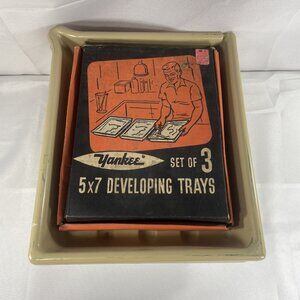 Yankee
SET OF 3
5x7 DEVELOPING TRAYS